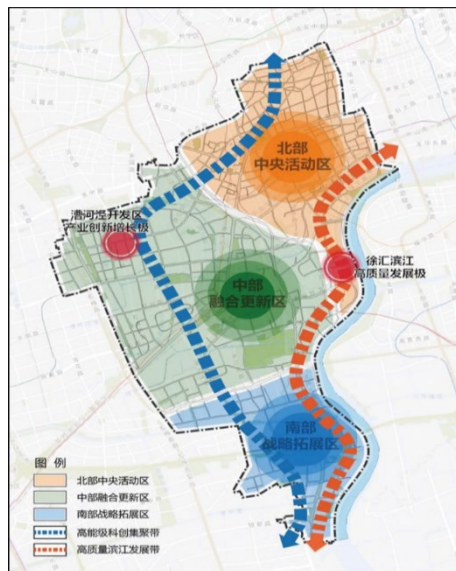 北部
中央活动区
漕河泾开发区
产业创新增长极
徐汇滨江
高质量发展极
中部
融合更新区
南部
战略拓展区
图 例
北部中央活动区
中部融合更新区
南部战略拓展区
高能级科创集聚带
高质量滨江发展带